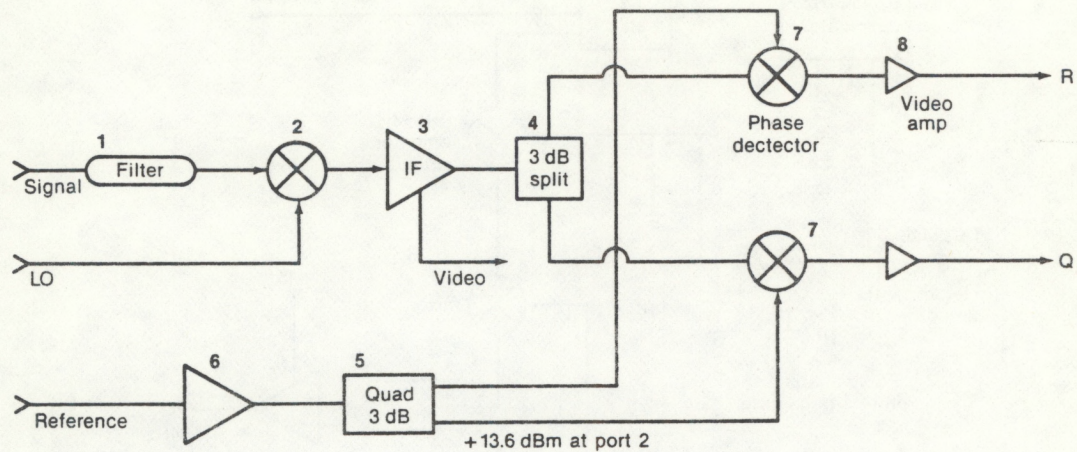 7
8
R
Video
amp
Phase
dectector
1
2
3
4
Filter
IF
3 dB
split
Signal
7
Q
LO
Video
6
5
Quad
3 dB
Reference
+13.6 dBm at port 2